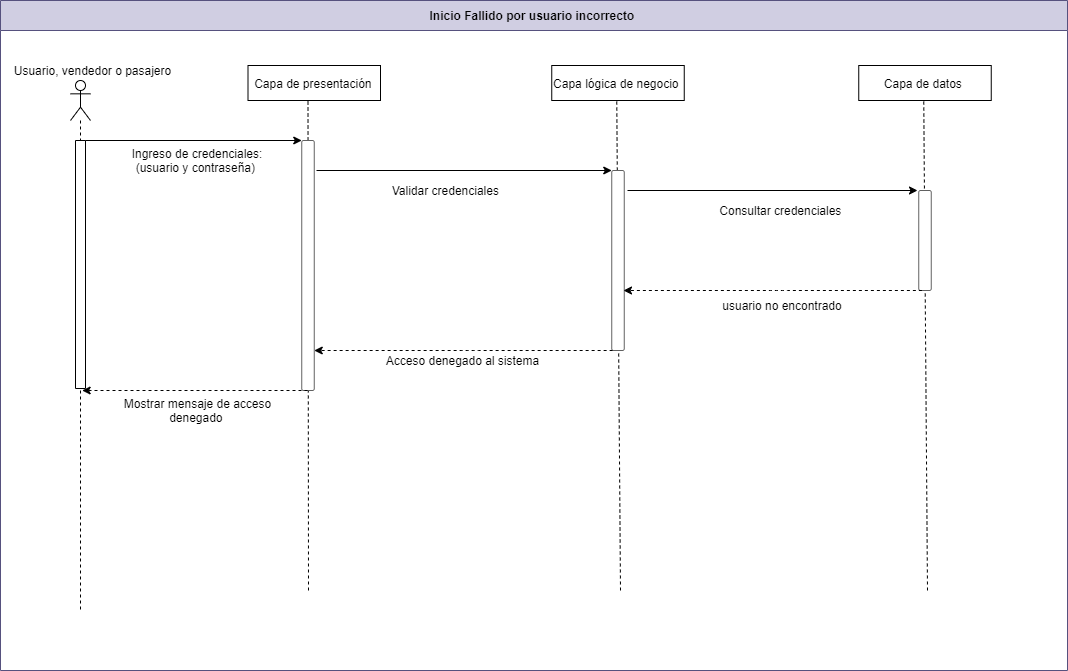 Inicio Fallido por usuario incorrecto
Usuario, vendedor o pasajero
Capa de presentación
Capa lógica de negocio
Capa de datos
Ingreso de credenciales:
(usuario y contraseña)
Validar credenciales
Consultar credenciales
usuario no encontrado
Acceso denegado al sistema
Mostrar mensaje de acceso
denegado